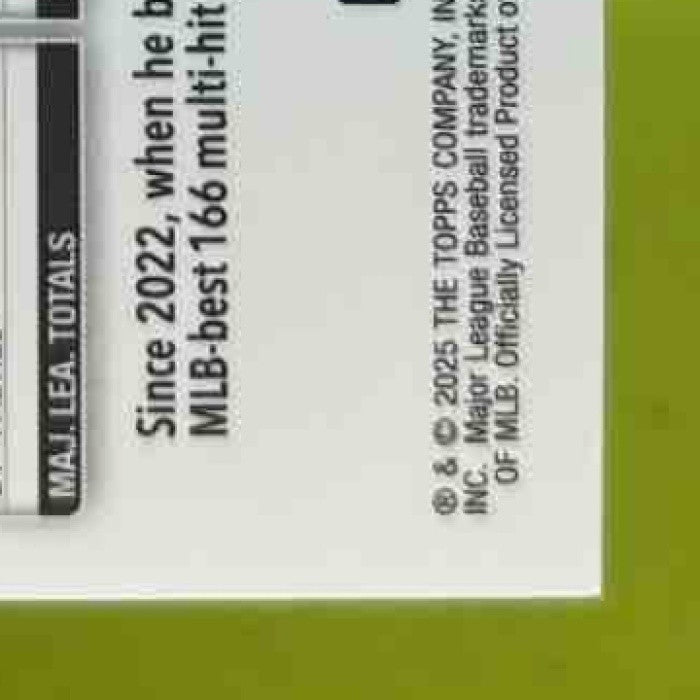 MAJ. LEA. TOTALS
Since 2022, when he b
MLB-best 166 multi-hit
® & © 2025 THE TOPPS COMPANY, IN
INC. Major League Baseball trademarks
OF MLB. Officially Licensed Product o